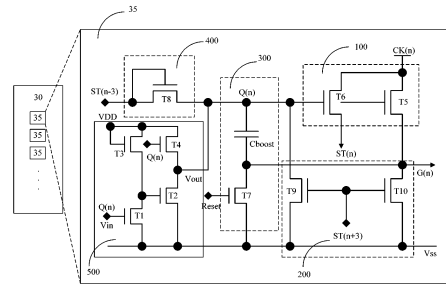 35
400
300
100
CK(n)
30
ST(n-3)
T8
Q(n)
T6
T5
35
35
35
VDD
T3
T4
Q(n)
Cboost
ST(n)
G(n)
Vout
T2
Q(n)
Vin
T1
Reset
T7
T9
T10
ST(n+3)
Vss
500
200